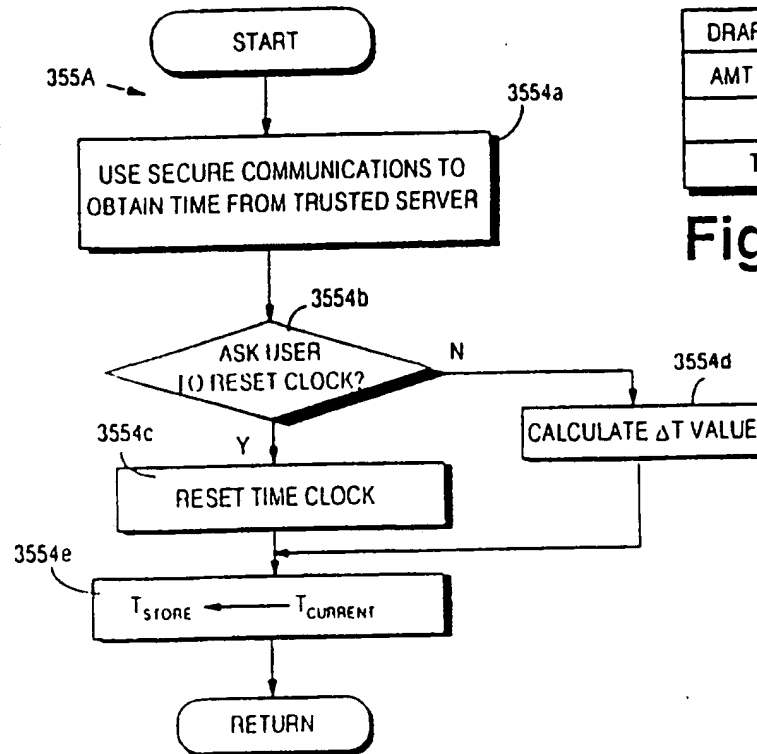 START
355A
3554a
USE SECURE COMMUNICATIONS TO
OBTAIN TIME FROM TRUSTED SERVER
3554b
ASK USER
TO RESET CLOCK?
N
Y
3554d
CALCULATE ΔT VALUE
3554c
RESET TIME CLOCK
3554e
T_STORE ← T_CURRENT
RETURN
AMT
Fig